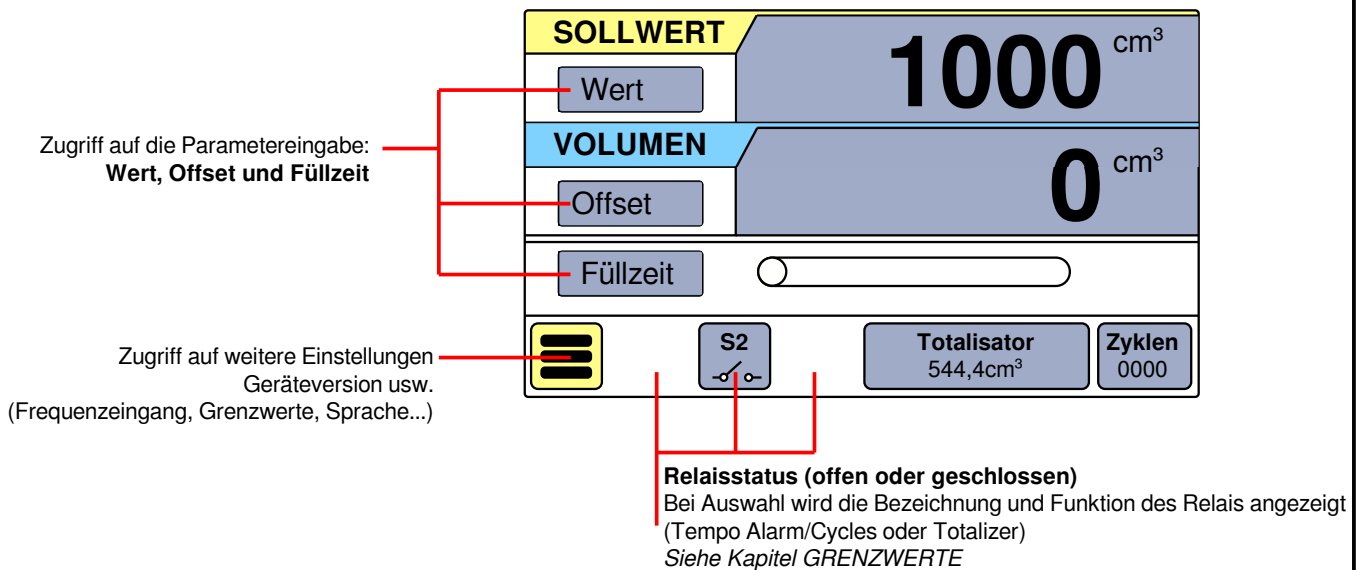 SOLLWERT
1000 cm³
Wert
Zugriff auf die Parametereingabe:
Wert, Offset und Füllzeit
VOLUMEN
0 cm³
Offset
Füllzeit
Zugriff auf weitere Einstellungen
Geräteversion usw.
(Frequenzeingang, Grenzwerte, Sprache...)
S2
Totalisator
544,4cm³
Zyklen
0000
Relaisstatus (offen oder geschlossen)
Bei Auswahl wird die Bezeichnung und Funktion des Relais angezeigt
(Tempo Alarm/Cycles oder Totalizer)
Siehe Kapitel GRENZWERTE